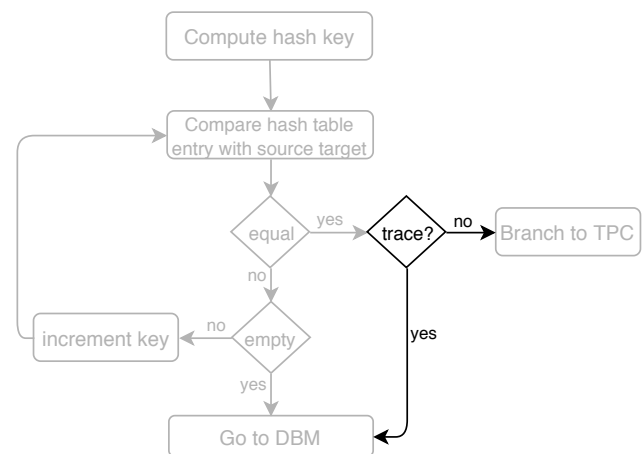 Compute hash key
Compare hash table
entry with source target
equal
yes
trace?
no
Branch to TPC
no
yes
increment key
no
empty
yes
Go to DBM